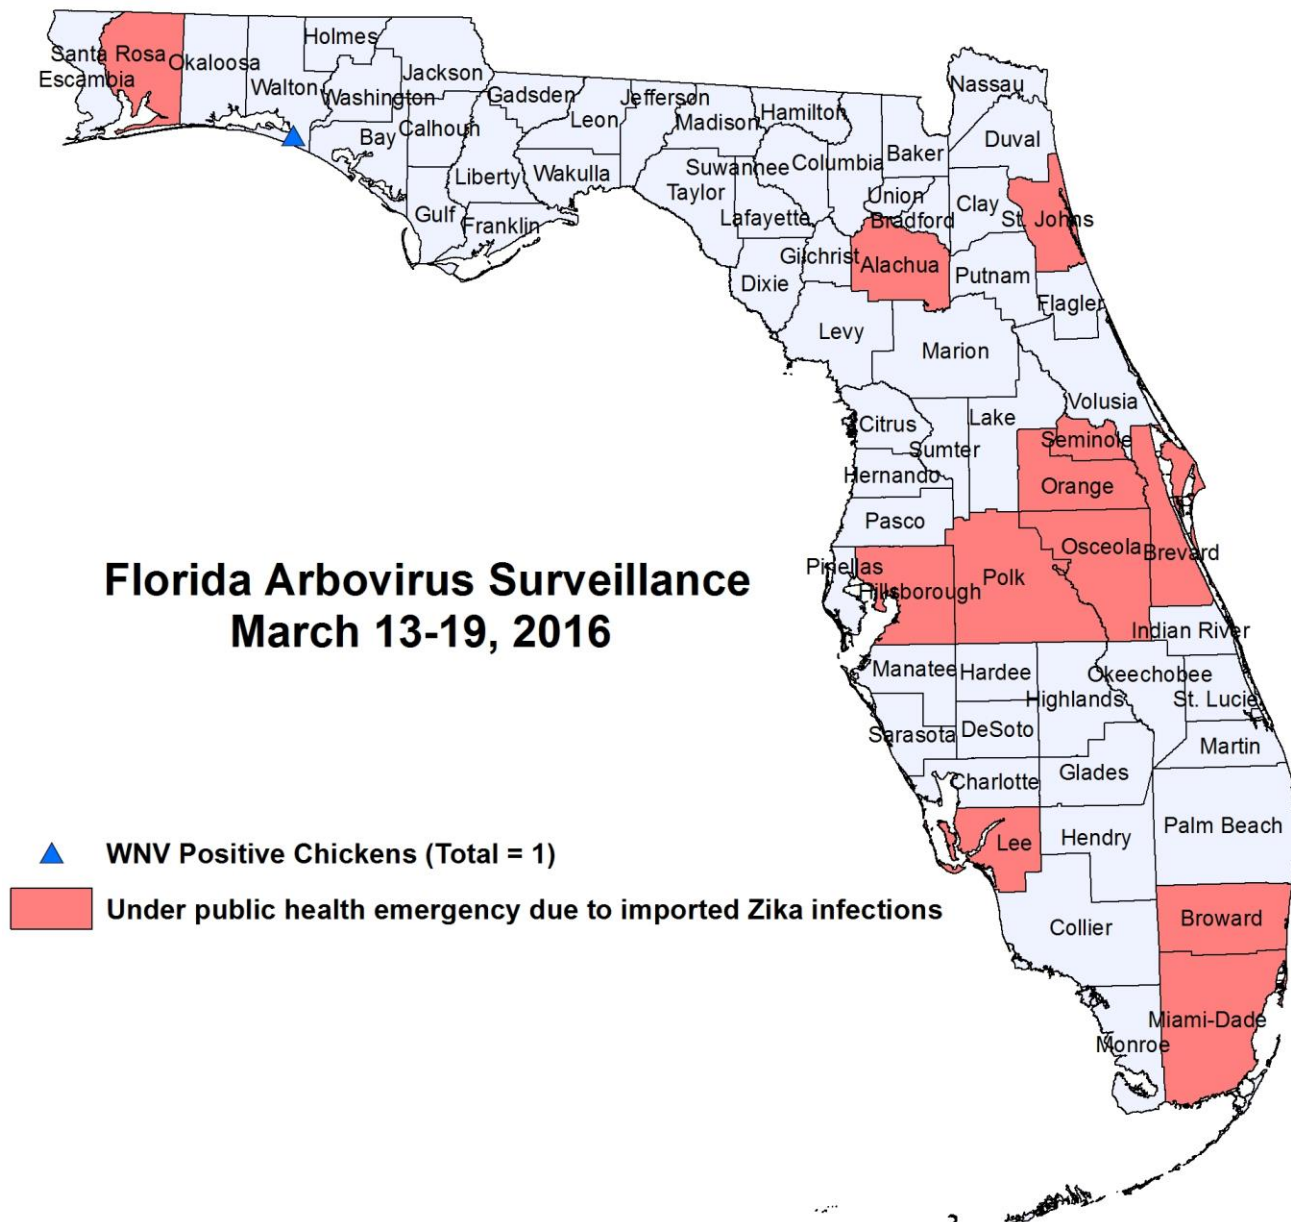 Holmes
Santa Rosa
Okaloosa
Escambia
Walton
Jackson
Washington
Gadsden
Jefferson
Nassau
Bay
Calhoun
Leon
Madison
Hamilton
Duval
Liberty
Wakulla
Suwannee
Columbia
Baker
Taylor
Union
Clay
Gulf
Franklin
Lafayette
Bradford
St. Johns
Gilchrist
Alachua
Putnam
Dixie
Flagler
Levy
Marion
Volusia
Citrus
Lake
Sumter
Seminole
Hernando
Orange
Pasco
Osceola
Brevard
Pinellas
Hillsborough
Polk
Florida Arbovirus Surveillance
March 13-19, 2016
Indian River
Manatee
Hardee
Okeechobee
Highlands
St. Lucie
Sarasota
DeSoto
Martin
Charlotte
Glades
Palm Beach
Lee
Hendry
WNV Positive Chickens (Total = 1)
Under public health emergency due to imported Zika infections
Broward
Collier
Miami-Dade
Monroe